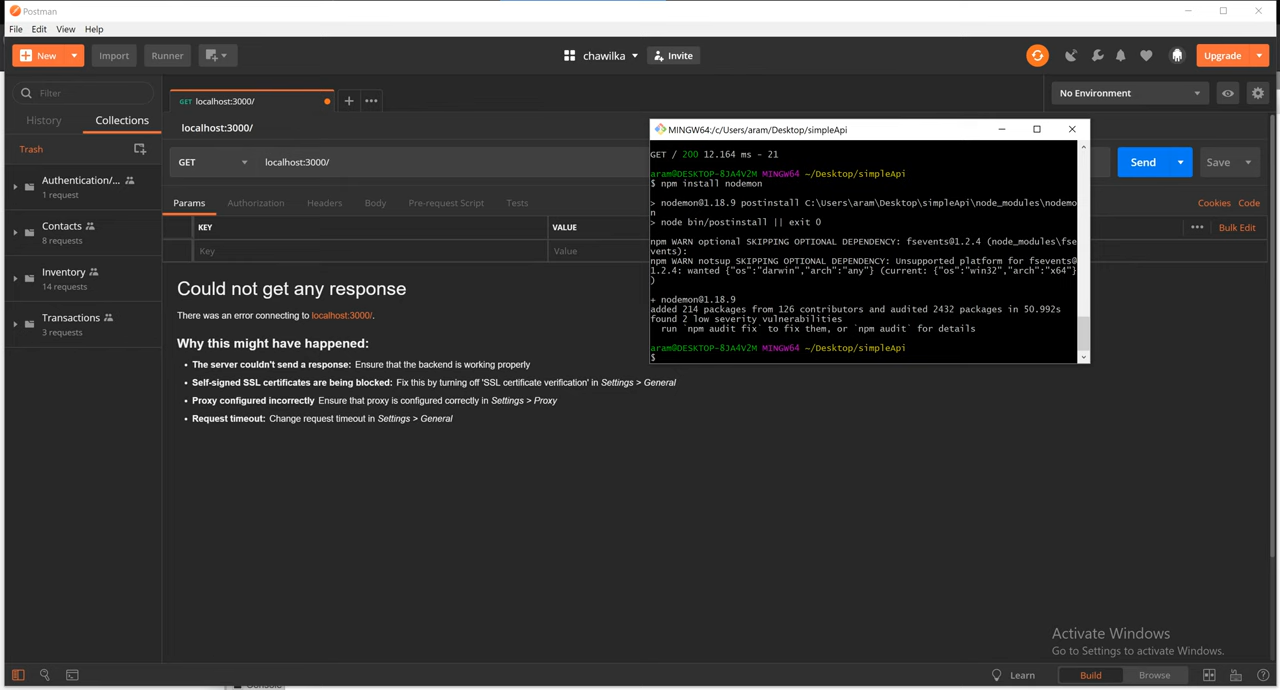 Postman
File Edit View Help
New Import Runner chawilka Invite Upgrade
Filter
History Collections
Trash
Authentication/...
1 request
Contacts
8 requests
Inventory
14 requests
Transactions
3 requests
GET localhost:3000/
No Environment
localhost:3000/
GET localhost:3000/
Send Save
Params Authorization Headers Body Pre-request Script Tests
Cookies Code
KEY VALUE
Bulk Edit
Key Value
Could not get any response
There was an error connecting to localhost:3000/.
Why this might have happened:
• The server couldn't send a response: Ensure that the backend is working properly
• Self-signed SSL certificates are being blocked: Fix this by turning off 'SSL certificate verification' in Settings > General
• Proxy configured incorrectly Ensure that proxy is configured correctly in Settings > Proxy
• Request timeout: Change request timeout in Settings > General
MINGW64:/c/Users/aram/Desktop/simpleApi
GET / 200 12.164 ms - 21
aram@DESKTOP-8JA4V2M MINGW64 ~/Desktop/simpleApi
$ npm install nodemon
> nodemon@1.18.9 postinstall C:\Users\aram\Desktop\simpleApi\node_modules\nodemo
n
> node bin/postinstall || exit 0
npm WARN optional SKIPPING OPTIONAL DEPENDENCY: fsevents@1.2.4 (node_modules\fse
vents):
npm WARN notsup SKIPPING OPTIONAL DEPENDENCY: Unsupported platform for fsevents@
1.2.4: wanted {"os":"darwin","arch":"any"} (current: {"os":"win32","arch":"x64"}
)
+ nodemon@1.18.9
added 214 packages from 126 contributors and audited 2432 packages in 50.992s
found 2 low severity vulnerabilities
run `npm audit fix` to fix them, or `npm audit` for details
aram@DESKTOP-8JA4V2M MINGW64 ~/Desktop/simpleApi
$
Activate Windows
Go to Settings to activate Windows.
Learn Build Browse
Console